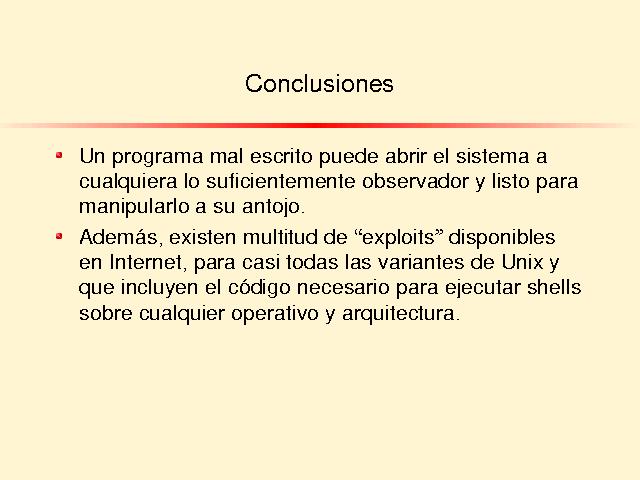 Conclusiones
Un programa mal escrito puede abrir el sistema a
cualquiera lo suficientemente observador y listo para
manipularlo a su antojo.
Además, existen multitud de “exploits” disponibles
en Internet, para casi todas las variantes de Unix y
que incluyen el código necesario para ejecutar shells
sobre cualquier operativo y arquitectura.